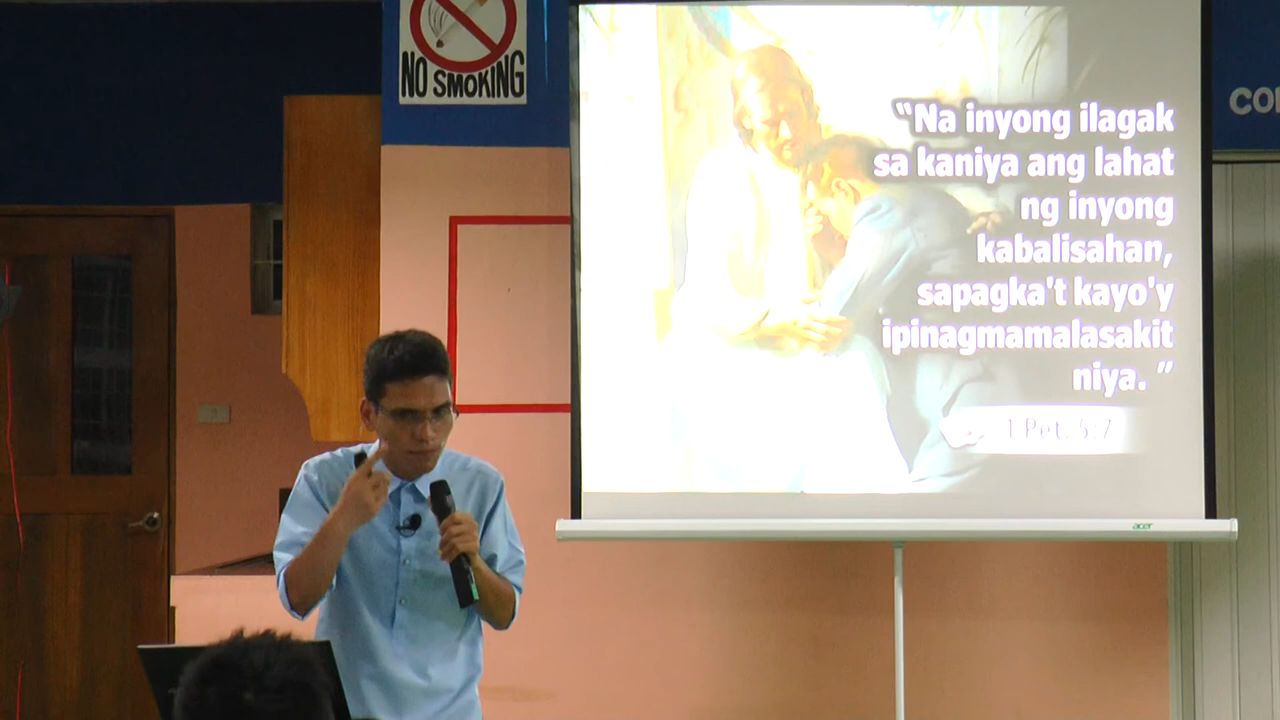 NO SMOKING
“Na inyong ilagak
sa kaniya ang lahat
ng inyong
kabalisahan,
sapagka't kayo'y
ipinagmamalasakit
niya. ”
1 Pet. 5:7
acer